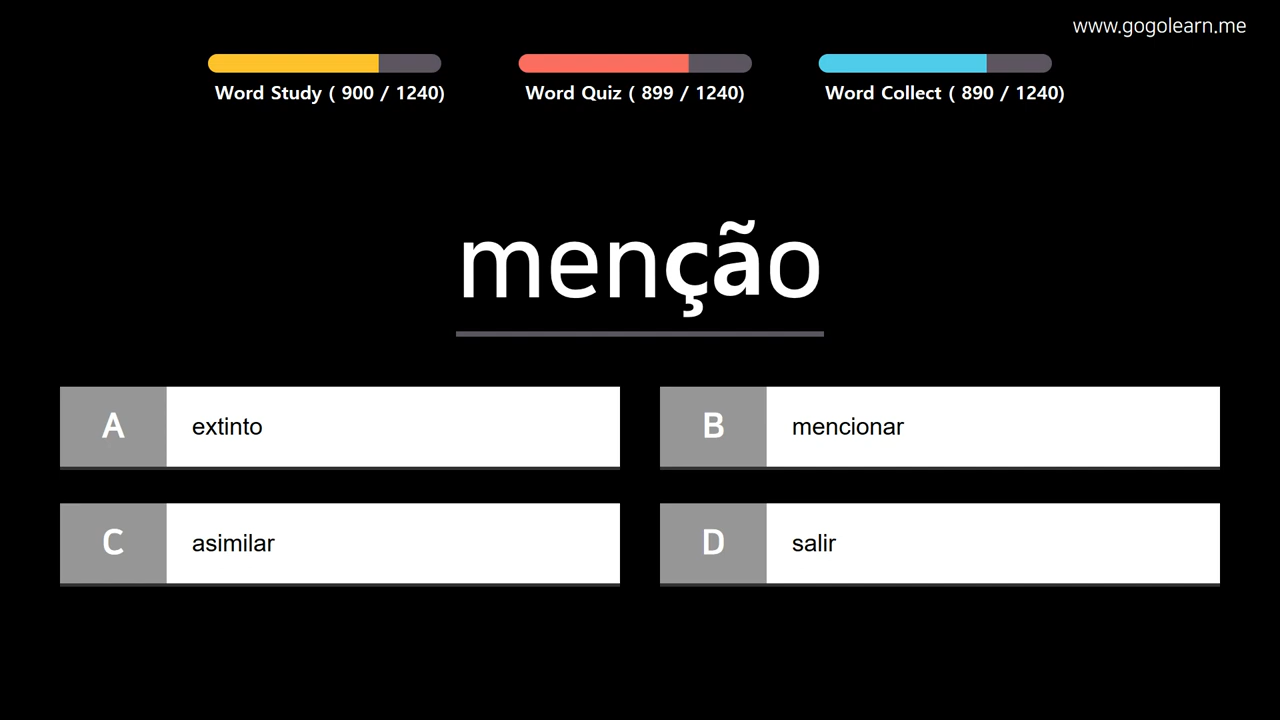 www.gogolearn.me
Word Study ( 900 / 1240)
Word Quiz ( 899 / 1240)
Word Collect ( 890 / 1240)
menção
A extinto
B mencionar
C asimilar
D salir